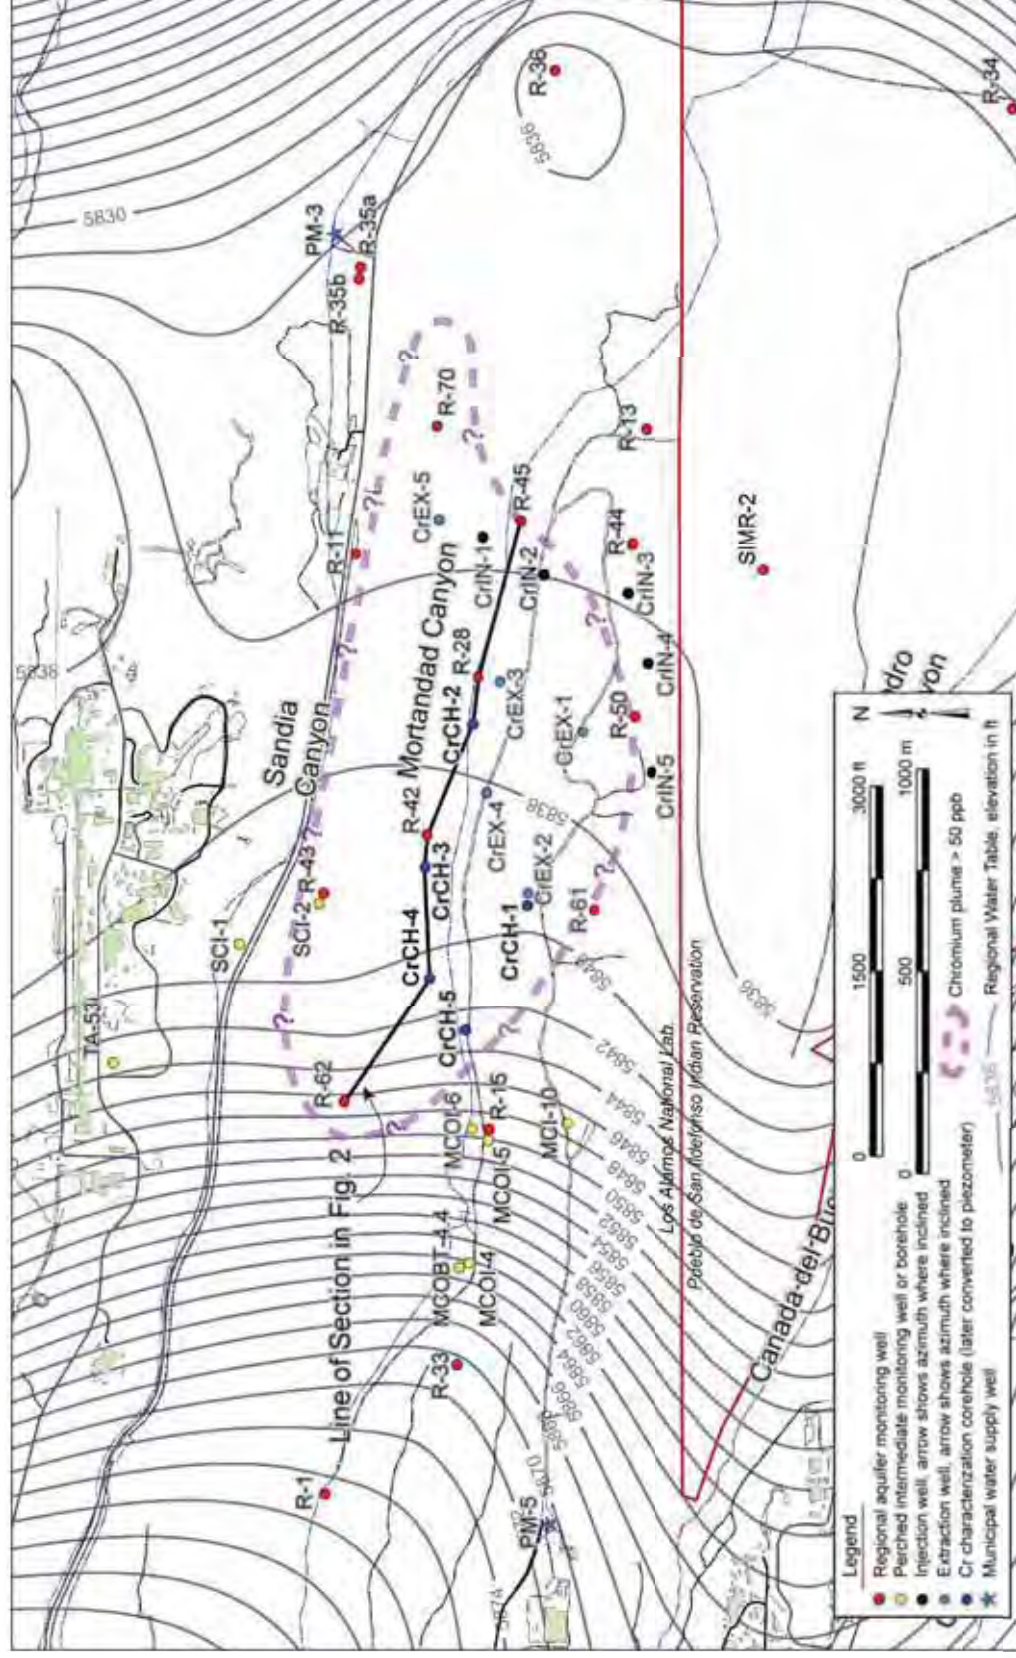 5830
PM-3
R-35a
R-35b
R-36
5836
R-34
R-70
CrEX-5
R-11
R-45
R-13
CrIN-1
CrIN-2
R-44
CrIN-3
SIMR-2
Sandia
Canyon
Mortandad Canyon
R-28
CrCH-2
CrEX-3
CrEX-1
R-50
CrIN-4
CrIN-5
5838
R-42
CrCH-3
CrEX-4
CrEX-2
CrCH-4
CrCH-1
R-61
SCI-1
SCI-2
R-43
TA-53
CrCH-5
R-62
MCOI-6
R-15
MCOI-5
MCI-10
5842
5844
5846
5848
5850
5852
5854
5856
5858
5860
5862
5864
5866
5870
5874
5836
Los Alamos National Lab
Pueblo de San Ildefonso Indian Reservation
Line of Section in Fig. 2
MCOBT-4.4
MCOI-4
R-33
R-1
PM-5
?
?
?
?
?
?
?
?
?
?
?
Legend
Regional aquifer monitoring well
Perched intermediate monitoring well or borehole
Injection well, arrow shows azimuth where inclined
Extraction well, arrow shows azimuth where inclined
Cr characterization corehole (later converted to piezometer)
Municipal water supply well
0 1500 3000 ft
0 500 1000 m
N
Chromium plume > 50 ppb
Regional Water Table, elevation in ft